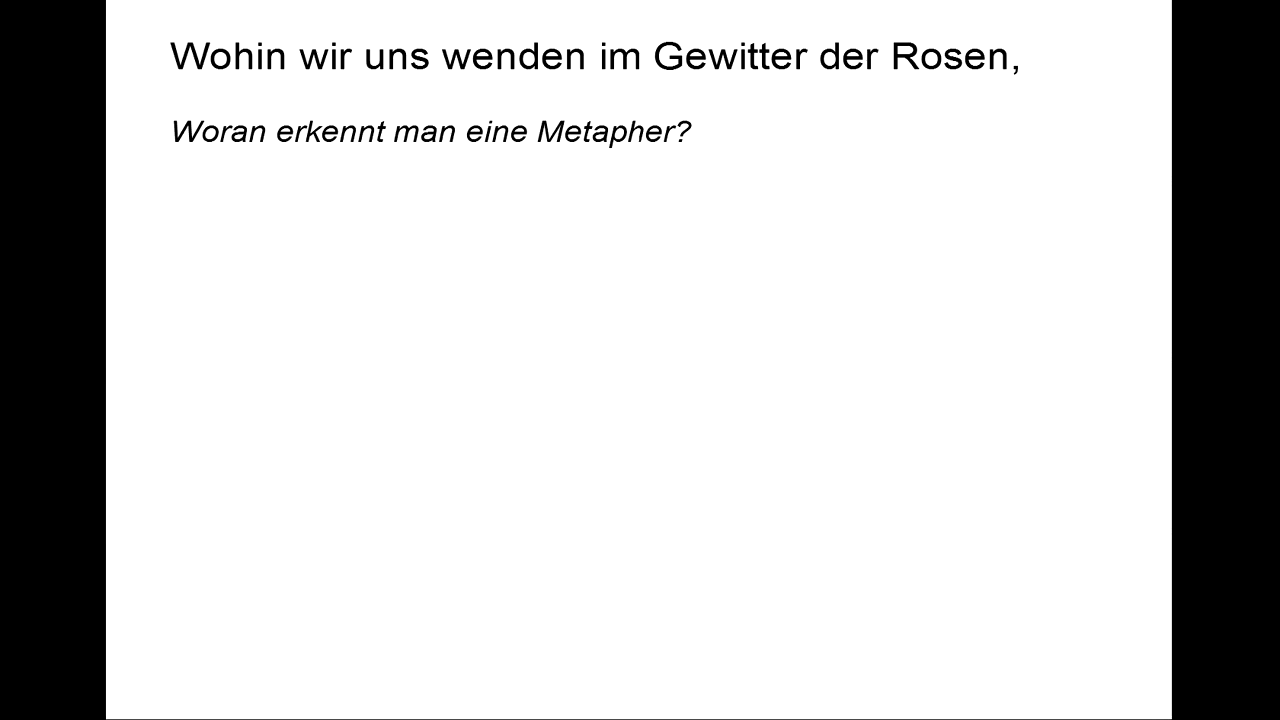 Wohin wir uns wenden im Gewitter der Rosen,
Woran erkennt man eine Metapher?